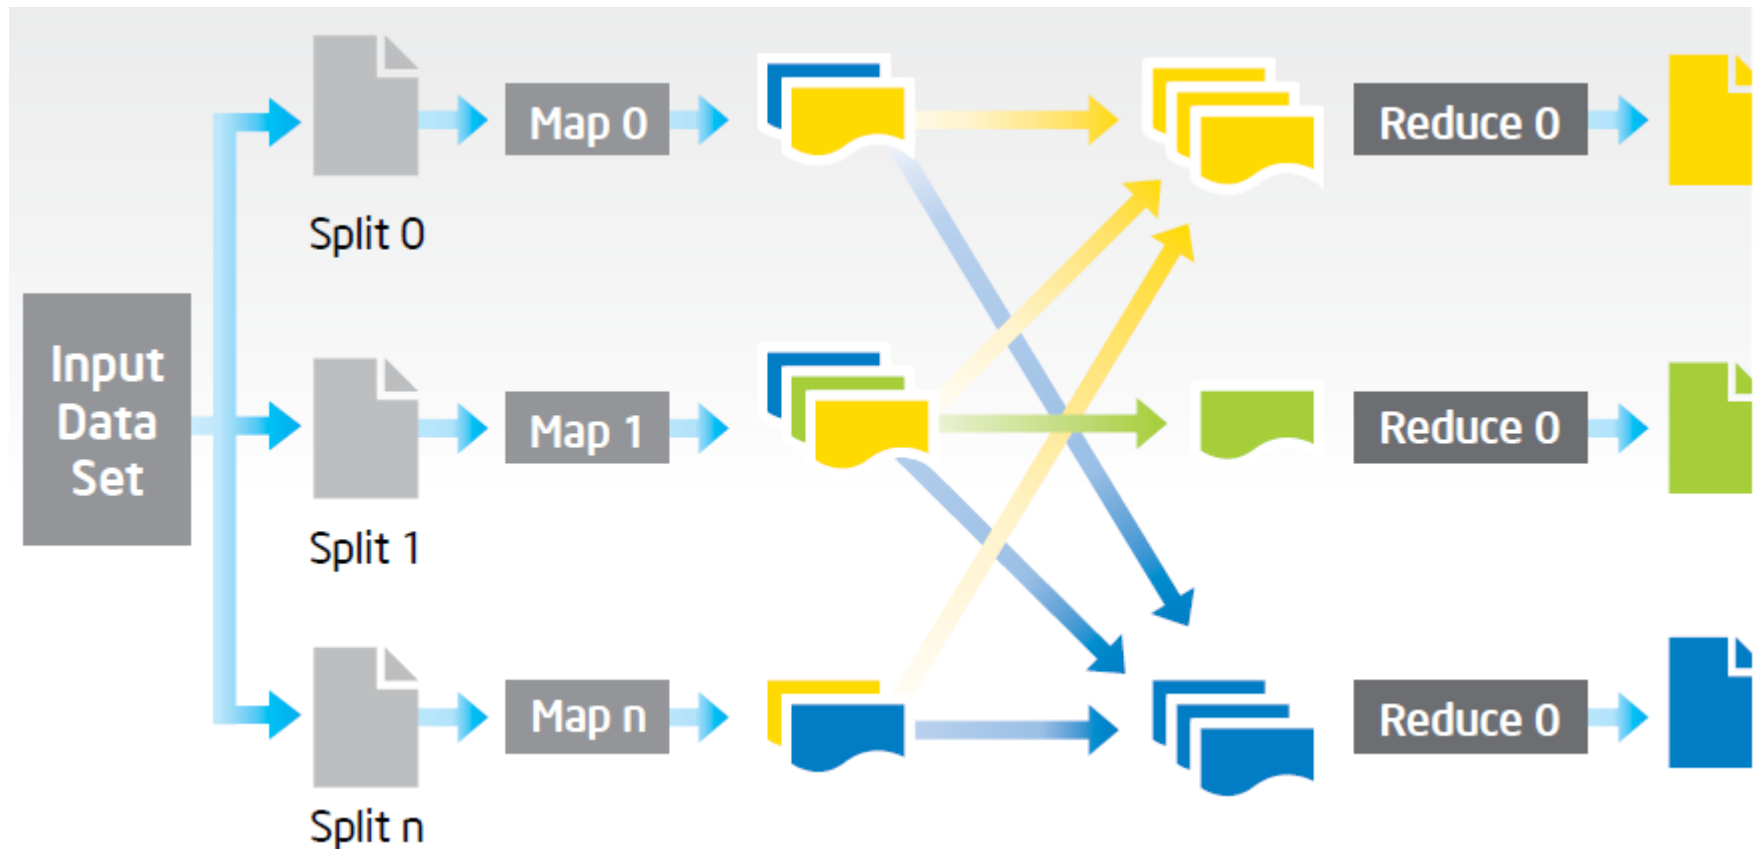 Map 0
Reduce 0
Split 0
Input
Data
Set
Map 1
Reduce 0
Split 1
Map n
Reduce 0
Split n